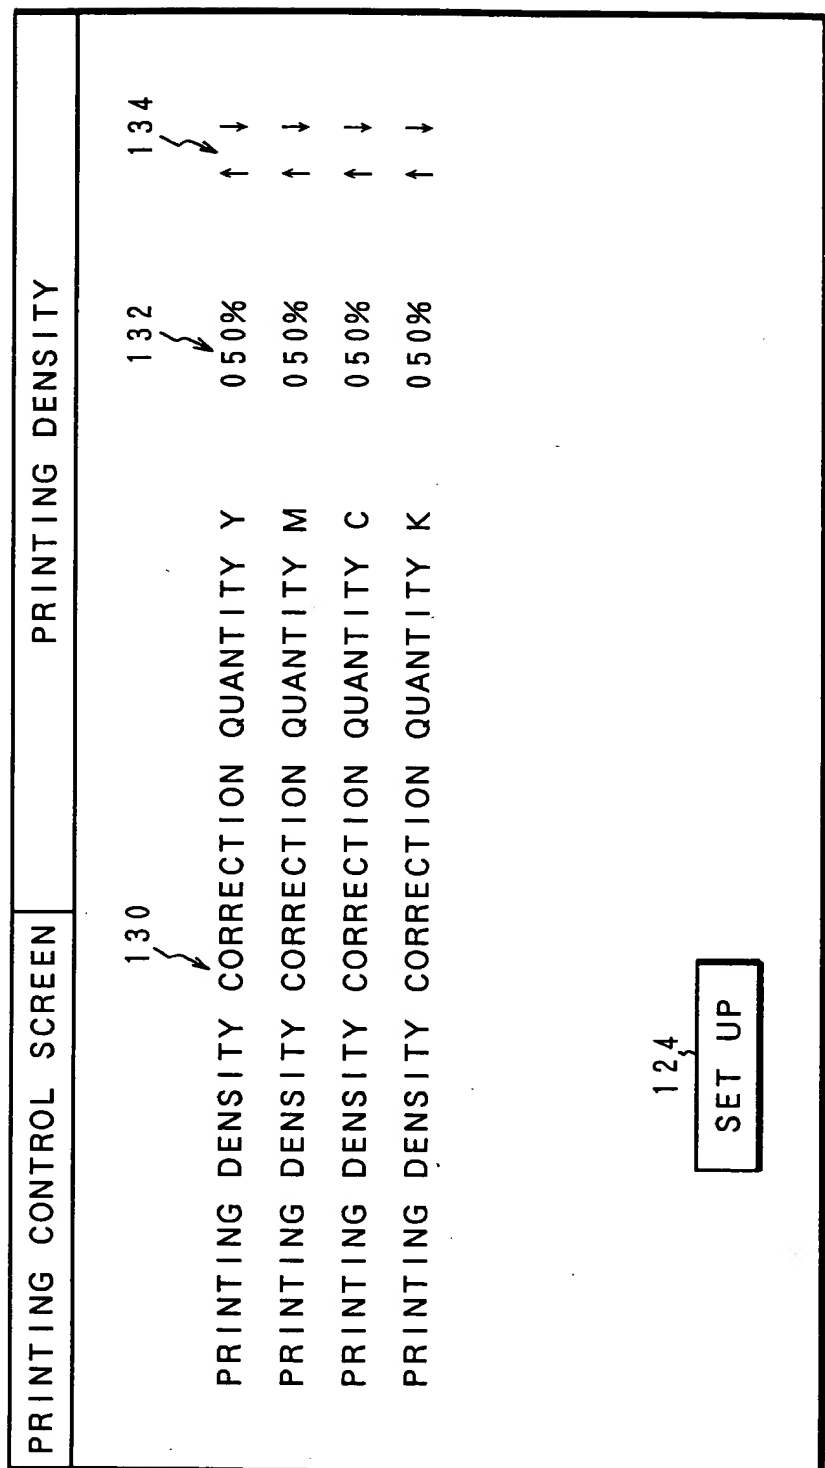 PRINTING CONTROL SCREEN PRINTING DENSITY
130 132 134
PRINTING DENSITY CORRECTION QUANTITY Y 050% ↑ ↓
PRINTING DENSITY CORRECTION QUANTITY M 050% ↑ ↓
PRINTING DENSITY CORRECTION QUANTITY C 050% ↑ ↓
PRINTING DENSITY CORRECTION QUANTITY K 050% ↑ ↓
124
SET UP